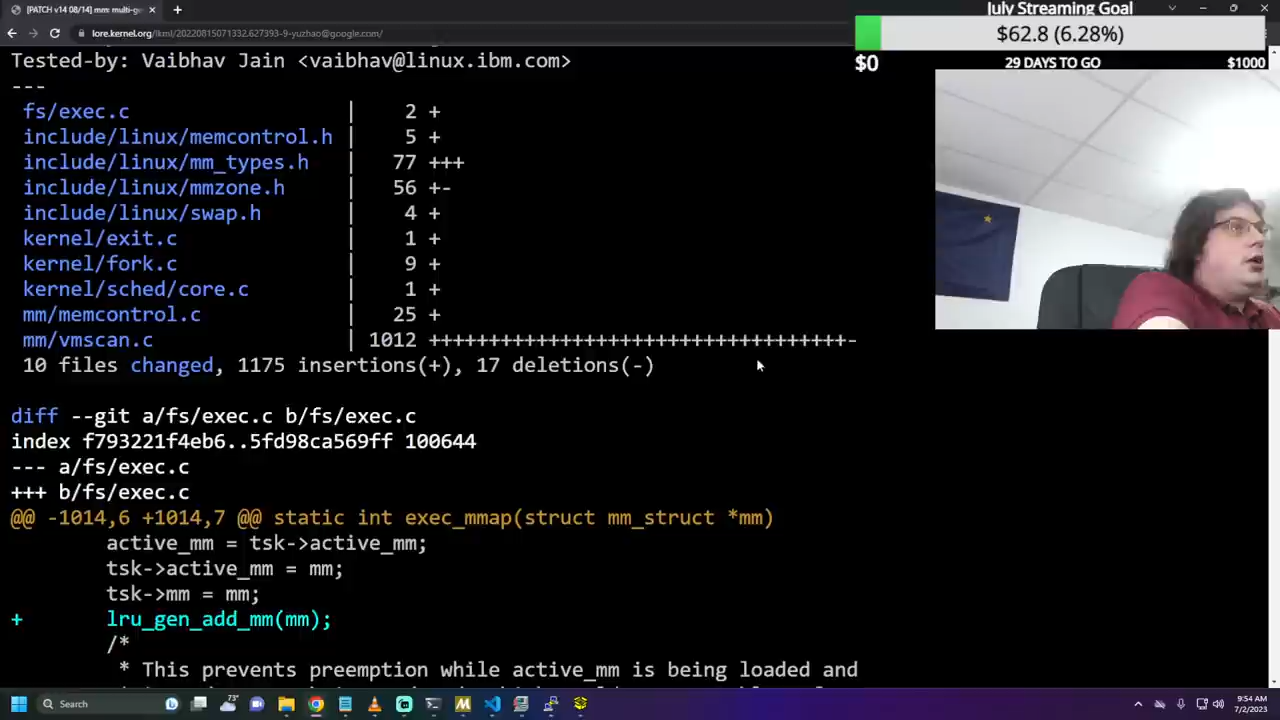 [PATCH v14 08/14] mm: multi-g
lore.kernel.org/lkml/20220815071332.627393-9-yuzhao@google.com/
July Streaming Goal
$62.8 (6.28%)
$0
29 DAYS TO GO
$1000
Tested-by: Vaibhav Jain <vaibhav@linux.ibm.com>
---
fs/exec.c | 2 +
include/linux/memcontrol.h | 5 +
include/linux/mm_types.h | 77 +++
include/linux/mmzone.h | 56 +-
include/linux/swap.h | 4 +
kernel/exit.c | 1 +
kernel/fork.c | 9 +
kernel/sched/core.c | 1 +
mm/memcontrol.c | 25 +
mm/vmscan.c | 1012 +++++++++++++++++++++++++++++++++++-
10 files changed, 1175 insertions(+), 17 deletions(-)
diff --git a/fs/exec.c b/fs/exec.c
index f793221f4eb6..5fd98ca569ff 100644
--- a/fs/exec.c
+++ b/fs/exec.c
@@ -1014,6 +1014,7 @@ static int exec_mmap(struct mm_struct *mm)
active_mm = tsk->active_mm;
tsk->active_mm = mm;
tsk->mm = mm;
+ lru_gen_add_mm(mm);
/*
* This prevents preemption while active_mm is being loaded and
Search
73°
9:54 AM
7/2/2023